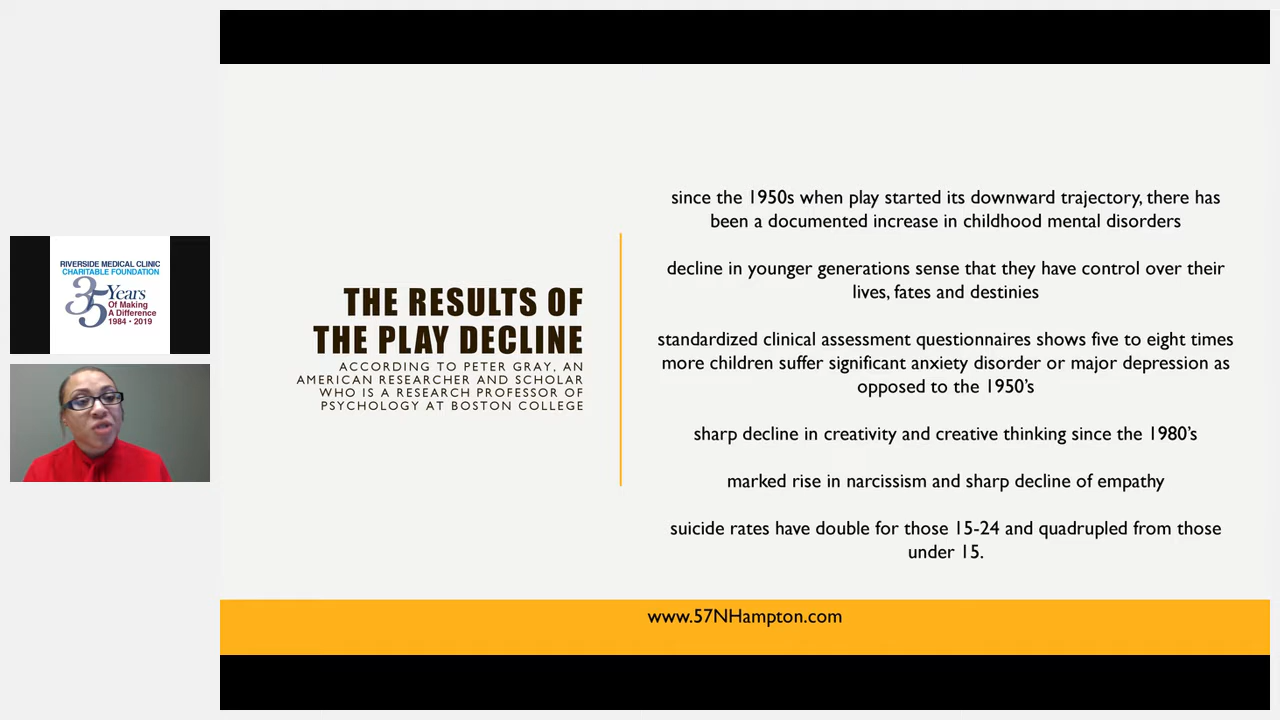 RIVERSIDE MEDICAL CLINIC
CHARITABLE FOUNDATION
35 Years
Of Making
A Difference
1984 • 2019
THE RESULTS OF
THE PLAY DECLINE
ACCORDING TO PETER GRAY, AN
AMERICAN RESEARCHER AND SCHOLAR
WHO IS A RESEARCH PROFESSOR OF
PSYCHOLOGY AT BOSTON COLLEGE
since the 1950s when play started its downward trajectory, there has
been a documented increase in childhood mental disorders
decline in younger generations sense that they have control over their
lives, fates and destinies
standardized clinical assessment questionnaires shows five to eight times
more children suffer significant anxiety disorder or major depression as
opposed to the 1950's
sharp decline in creativity and creative thinking since the 1980's
marked rise in narcissism and sharp decline of empathy
suicide rates have double for those 15-24 and quadrupled from those
under 15.
www.57NHampton.com